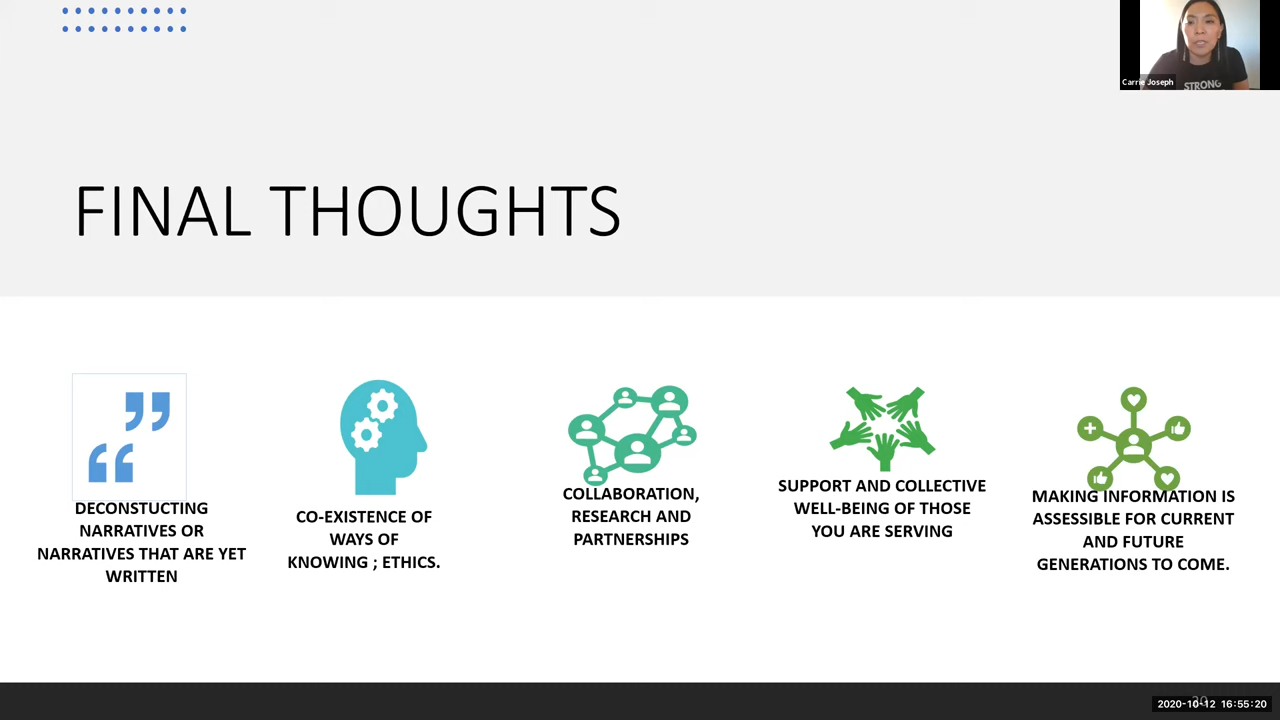 Carrie Joseph
STRONG
FINAL THOUGHTS
DECONSTUCTING
NARRATIVES OR
NARRATIVES THAT ARE YET
WRITTEN
CO-EXISTENCE OF
WAYS OF
KNOWING ; ETHICS.
COLLABORATION,
RESEARCH AND
PARTNERSHIPS
SUPPORT AND COLLECTIVE
WELL-BEING OF THOSE
YOU ARE SERVING
MAKING INFORMATION IS
ASSESSIBLE FOR CURRENT
AND FUTURE
GENERATIONS TO COME.
2020-10-12 16:55:20